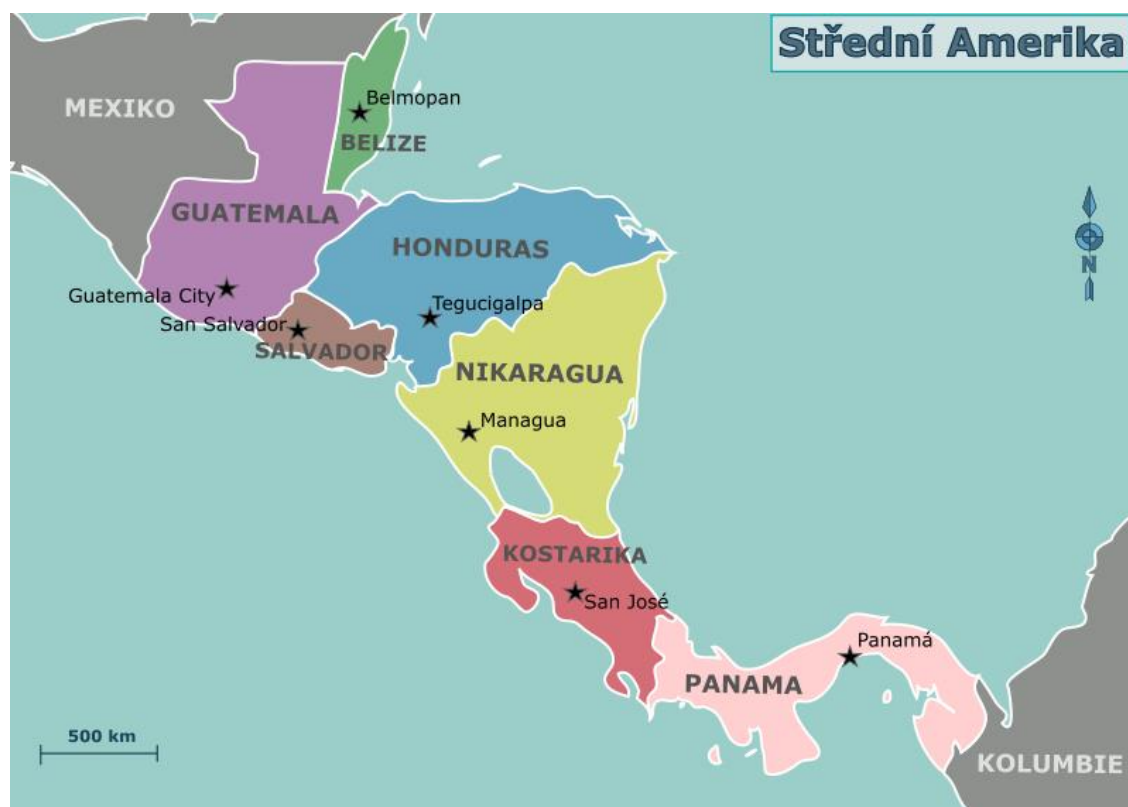 Střední Amerika
MEXIKO
Belmopan
BELIZE
GUATEMALA
HONDURAS
N
Guatemala City
Tegucigalpa
San Salvador
SALVADOR
NIKARAGUA
Managua
KOSTARIKA
San José
Panamá
PANAMA
500 km
KOLUMBIE